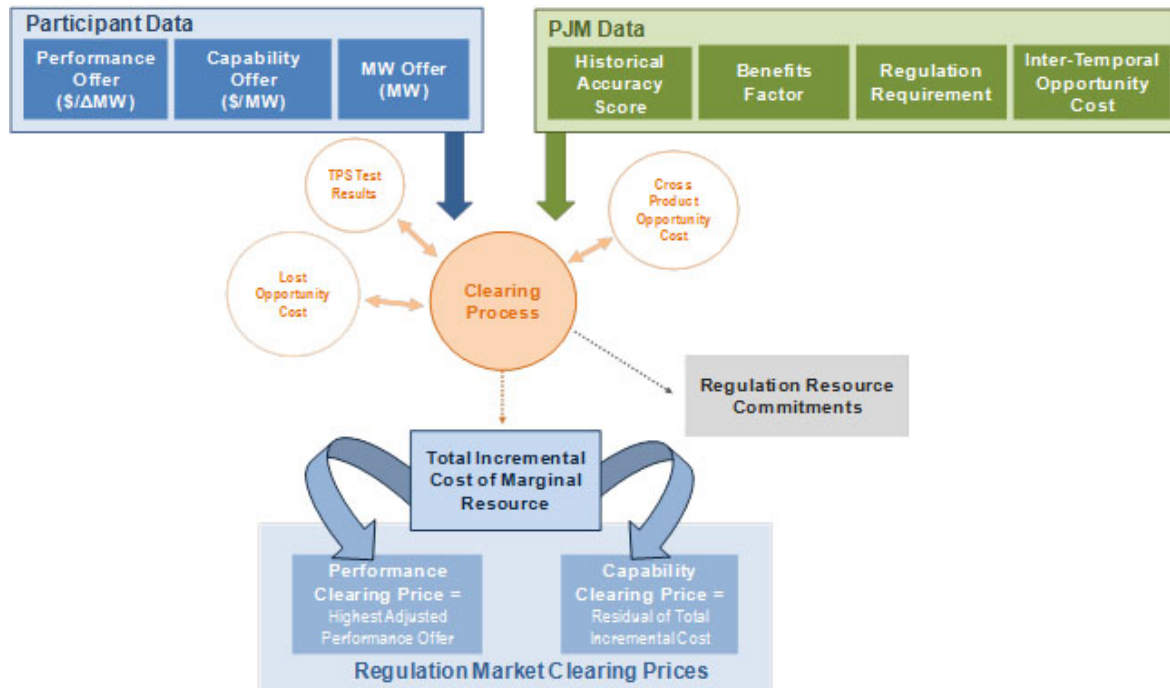 Participant Data
Performance
Offer
($/ΔMW)
Capability
Offer
($/MW)
MW Offer
(MW)
PJM Data
Historical
Accuracy
Score
Benefits
Factor
Regulation
Requirement
Inter-Temporal
Opportunity
Cost
TPS Test
Results
Cross
Product
Opportunity
Cost
Lost
Opportunity
Cost
Clearing
Process
Regulation Resource
Commitments
Total Incremental
Cost of Marginal
Resource
Performance
Clearing Price =
Highest Adjusted
Performance Offer
Capability
Clearing Price =
Residual of Total
Incremental Cost
Regulation Market Clearing Prices